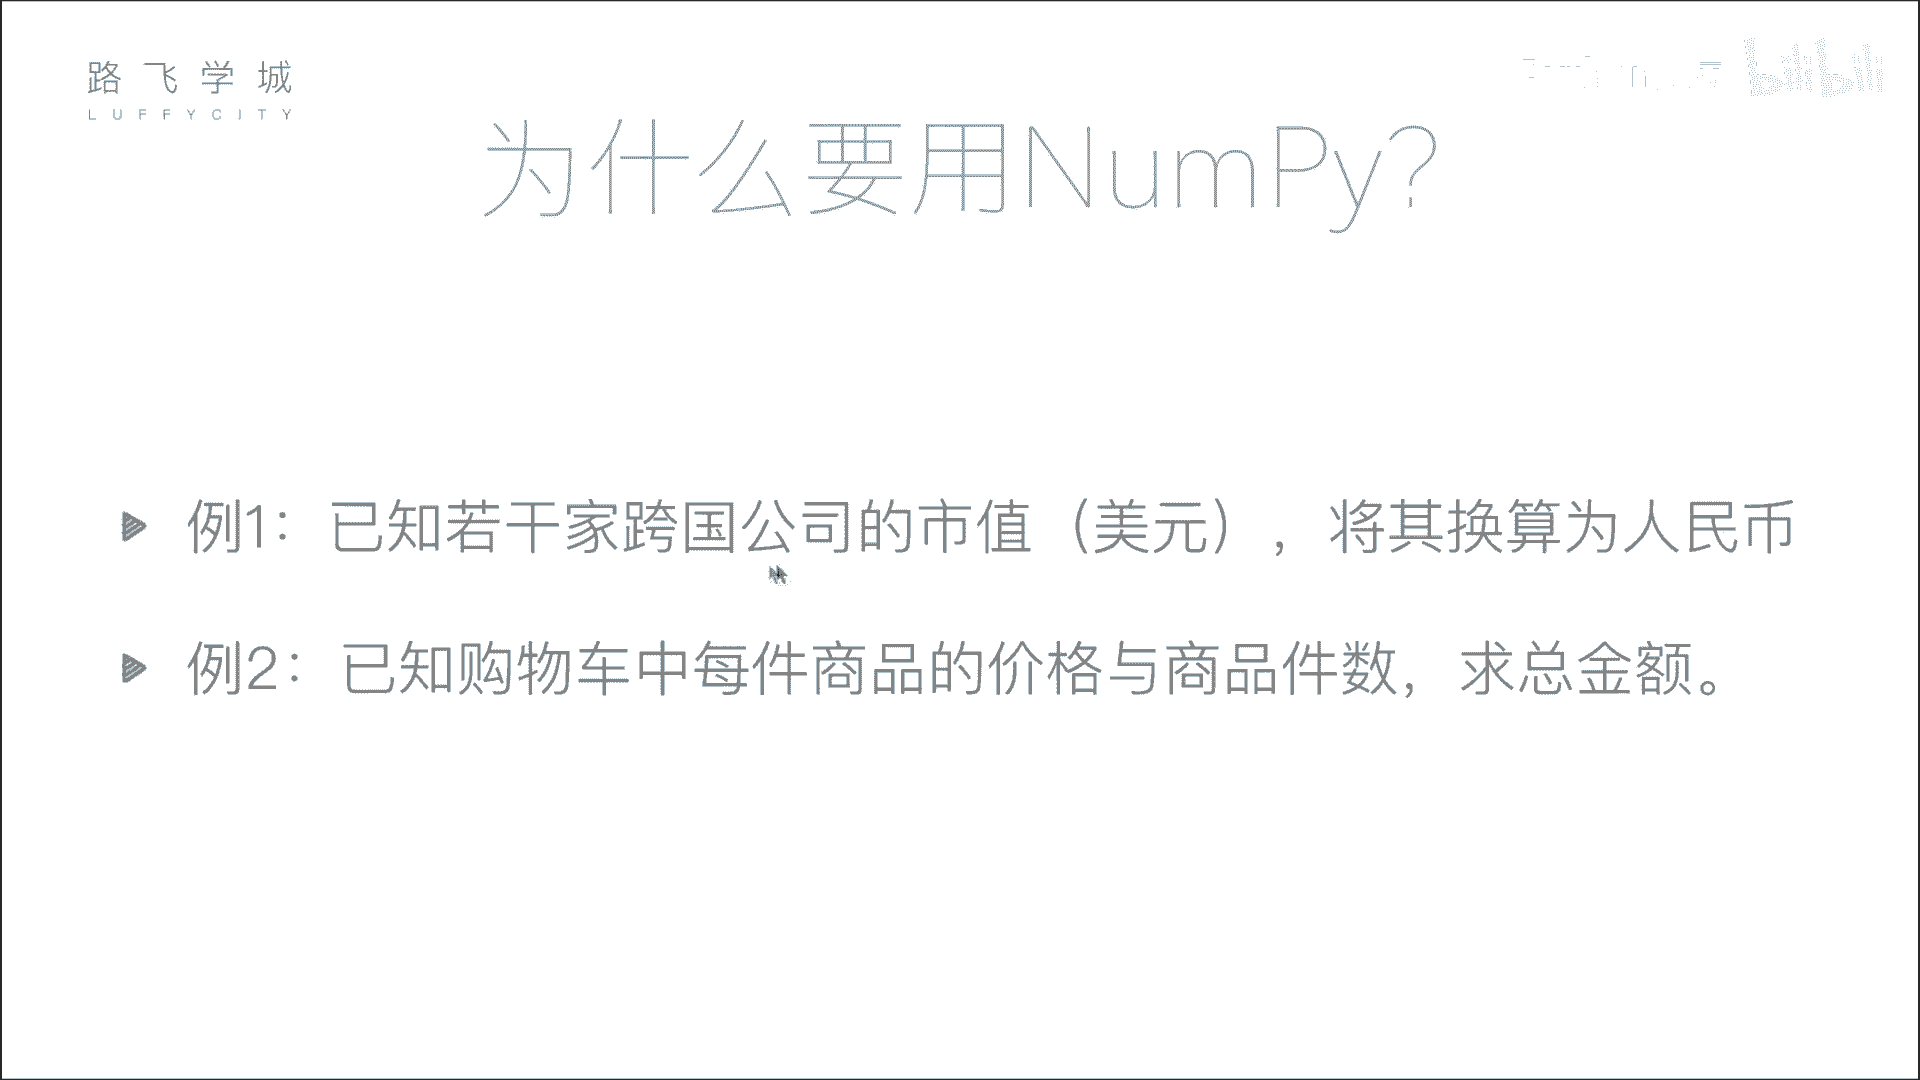 路飞学城
LUFFYCITY
bilibili
为什么要用NumPy?
例1：已知若干家跨国公司的市值（美元），将其换算为人民币
例2：已知购物车中每件商品的价格与商品件数，求总金额。